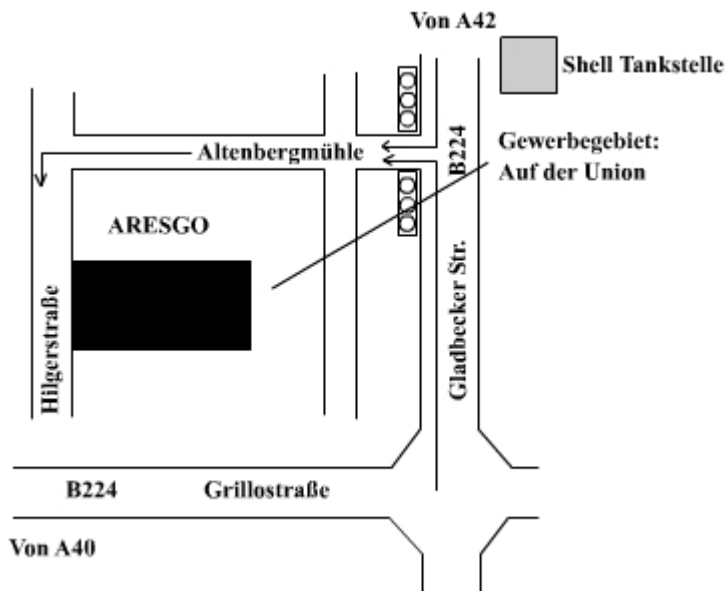 Von A42
Shell Tankstelle
Altenbergmühle
B224
Gewerbegebiet:
Auf der Union
ARESGO
Hilgerstraße
Gladbecker Str.
B224 Grillostraße
Von A40